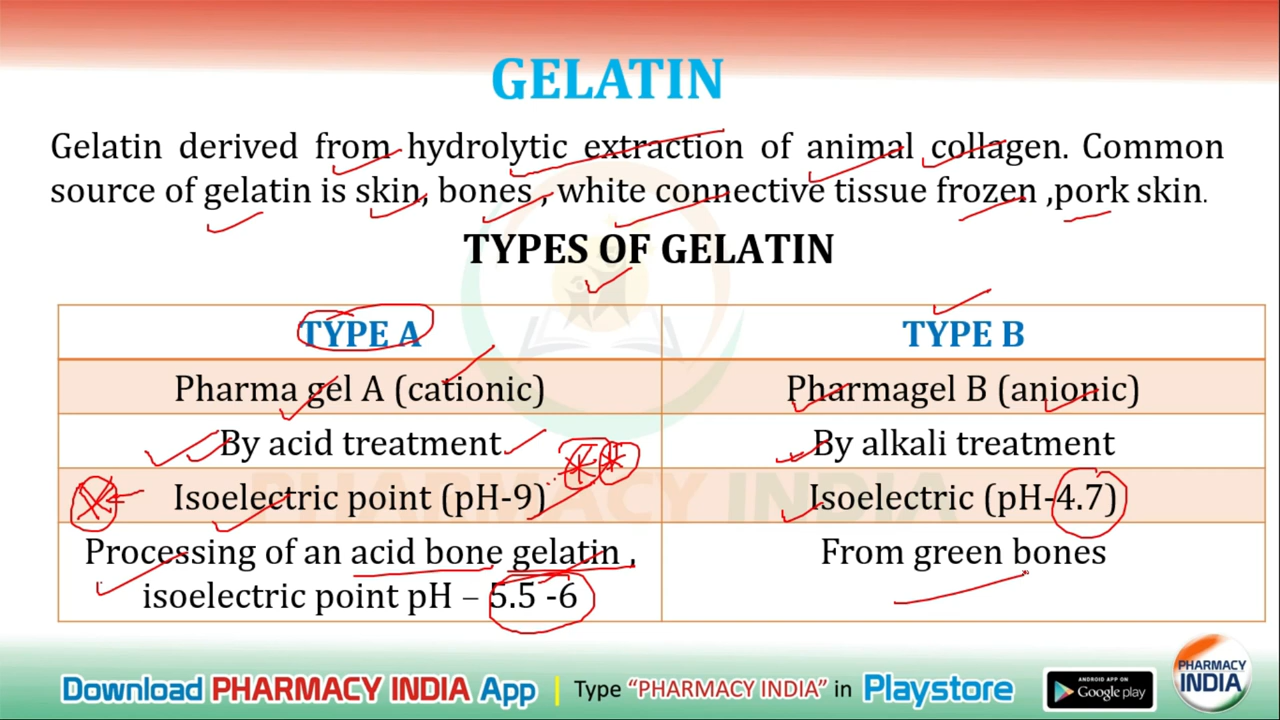 GELATIN
Gelatin derived from hydrolytic extraction of animal collagen. Common
source of gelatin is skin, bones , white connective tissue frozen ,pork skin.
TYPES OF GELATIN
TYPE A
TYPE B
Pharma gel A (cationic)
Pharmagel B (anionic)
By acid treatment
By alkali treatment
Isoelectric point (pH-9)
Isoelectric (pH-4.7)
Processing of an acid bone gelatin ,
isoelectric point pH – 5.5 -6
From green bones
PHARMACY INDIA
Download PHARMACY INDIA App | Type “PHARMACY INDIA” in Playstore
ANDROID APP ON
Google play
PHARMACY
INDIA